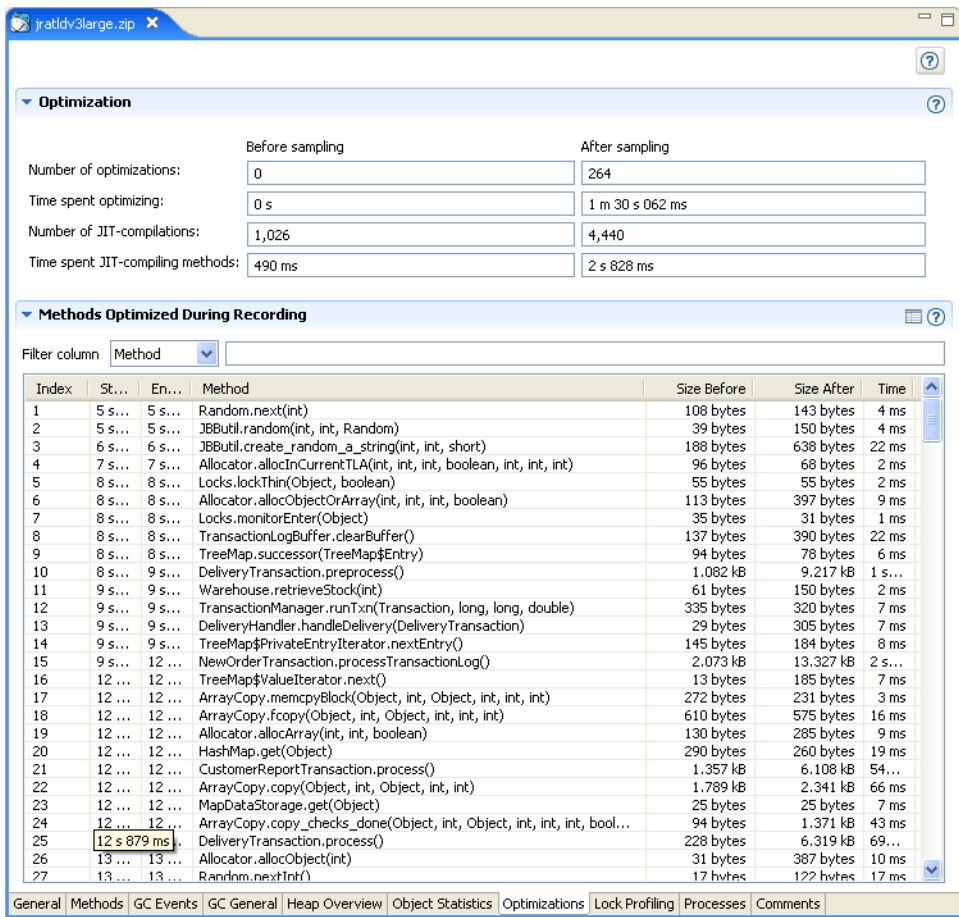 jratldv3large.zip
Optimization
Before sampling After sampling
Number of optimizations: 0 264
Time spent optimizing: 0 s 1 m 30 s 062 ms
Number of JIT-compilations: 1,026 4,440
Time spent JIT-compiling methods: 490 ms 2 s 828 ms
Methods Optimized During Recording
Filter column Method
Index St... En... Method Size Before Size After Time
1 5 s... 5 s... Random.next(int) 108 bytes 143 bytes 4 ms
2 5 s... 5 s... JBButil.random(int, int, Random) 39 bytes 150 bytes 4 ms
3 6 s... 6 s... JBButil.create_random_a_string(int, int, short) 188 bytes 638 bytes 22 ms
4 7 s... 7 s... Allocator.allocInCurrentTLA(int, int, int, boolean, int, int, int) 96 bytes 68 bytes 2 ms
5 8 s... 8 s... Locks.lockThin(Object, boolean) 55 bytes 55 bytes 2 ms
6 8 s... 8 s... Allocator.allocObjectOrArray(int, int, int, boolean) 113 bytes 397 bytes 9 ms
7 8 s... 8 s... Locks.monitorEnter(Object) 35 bytes 31 bytes 1 ms
8 8 s... 8 s... TransactionLogBuffer.clearBuffer() 137 bytes 390 bytes 22 ms
9 8 s... 8 s... TreeMap.successor(TreeMap$Entry) 94 bytes 78 bytes 6 ms
10 8 s... 9 s... DeliveryTransaction.preprocess() 1.082 kB 9.217 kB 1 s...
11 9 s... 9 s... Warehouse.retrieveStock(int) 61 bytes 150 bytes 2 ms
12 9 s... 9 s... TransactionManager.runTxn(Transaction, long, long, double) 335 bytes 320 bytes 7 ms
13 9 s... 9 s... DeliveryHandler.handleDelivery(DeliveryTransaction) 29 bytes 305 bytes 7 ms
14 9 s... 9 s... TreeMap$PrivateEntryIterator.nextEntry() 145 bytes 184 bytes 8 ms
15 9 s... 12 ... NewOrderTransaction.processTransactionLog() 2.073 kB 13.327 kB 2 s...
16 12 ... 12 ... TreeMap$ValueIterator.next() 13 bytes 185 bytes 7 ms
17 12 ... 12 ... ArrayCopy.memcpyBlock(Object, int, Object, int, int, int) 272 bytes 231 bytes 3 ms
18 12 ... 12 ... ArrayCopy.fcopy(Object, int, Object, int, int, int) 610 bytes 575 bytes 16 ms
19 12 ... 12 ... Allocator.allocArray(int, int, boolean) 130 bytes 285 bytes 9 ms
20 12 ... 12 ... HashMap.get(Object) 290 bytes 260 bytes 19 ms
21 12 ... 12 ... CustomerReportTransaction.process() 1.357 kB 6.108 kB 54...
22 12 ... 12 ... ArrayCopy.copy(Object, int, Object, int, int) 1.789 kB 2.341 kB 66 ms
23 12 ... 12 ... MapDataStorage.get(Object) 25 bytes 25 bytes 7 ms
24 12 ... 12 ... ArrayCopy.copy_checks_done(Object, int, Object, int, int, int, bool... 94 bytes 1.371 kB 43 ms
25 12 s 879 ms . DeliveryTransaction.process() 228 bytes 6.319 kB 69...
26 13 ... 13 ... Allocator.allocObject(int) 31 bytes 387 bytes 10 ms
27 13 ... 13 ... Random.nextInt() 17 bytes 122 bytes 17 ms
General Methods GC Events GC General Heap Overview Object Statistics Optimizations Lock Profiling Processes Comments